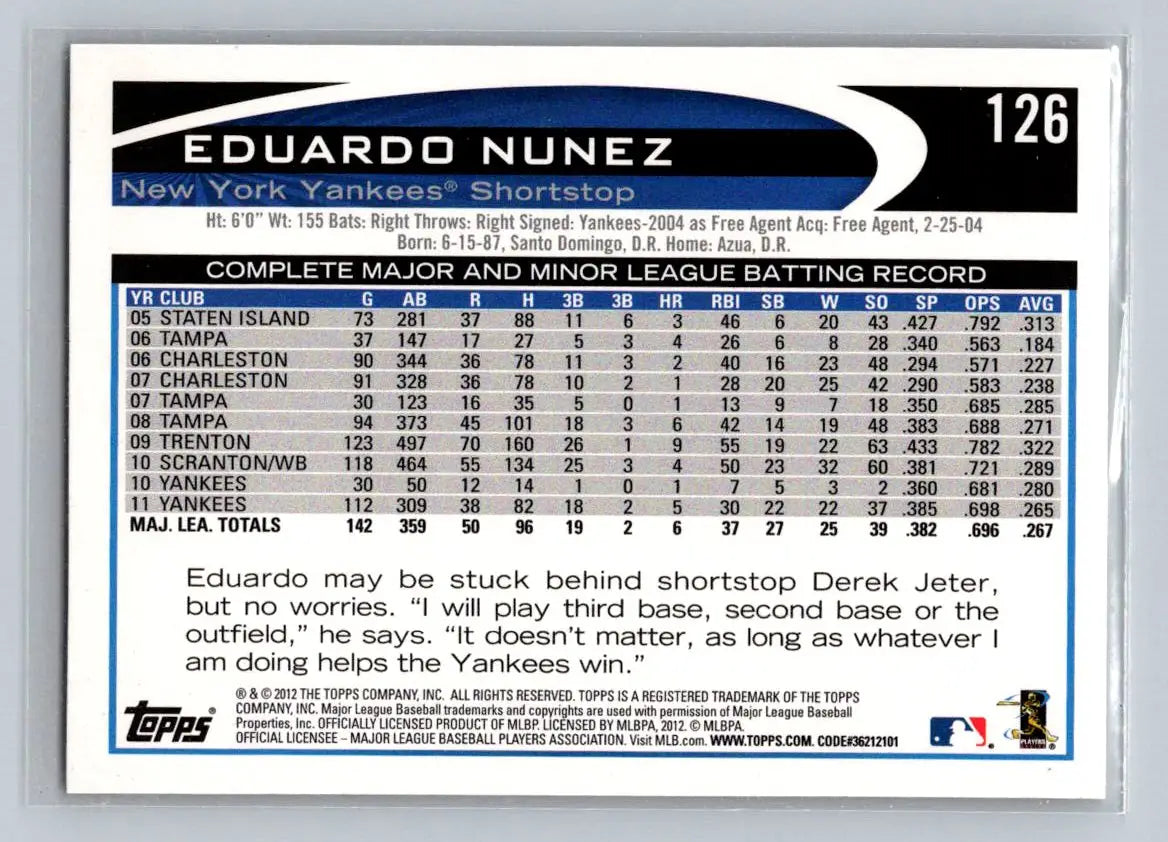 126
EDUARDO NUNEZ
New York Yankees® Shortstop
Ht: 6'0" Wt: 155 Bats: Right Throws: Right Signed: Yankees-2004 as Free Agent Acq: Free Agent, 2-25-04
Born: 6-15-87, Santo Domingo, D.R. Home: Azua, D.R.
COMPLETE MAJOR AND MINOR LEAGUE BATTING RECORD
YR CLUB G AB R H 3B 3B HR RBI SB W SO SP OPS AVG
05 STATEN ISLAND 73 281 37 88 11 6 3 46 6 20 43 .427 .792 .313
06 TAMPA 37 147 17 27 5 3 4 26 6 8 28 .340 .563 .184
06 CHARLESTON 90 344 36 78 11 3 2 40 16 23 48 .294 .571 .227
07 CHARLESTON 91 328 36 78 10 2 1 28 20 25 42 .290 .583 .238
07 TAMPA 30 123 16 35 5 0 1 13 9 7 18 .350 .685 .285
08 TAMPA 94 373 45 101 18 3 6 42 14 19 48 .383 .688 .271
09 TRENTON 123 497 70 160 26 1 9 55 19 22 63 .433 .782 .322
10 SCRANTON/WB 118 464 55 134 25 3 4 50 23 32 60 .381 .721 .289
10 YANKEES 30 50 12 14 1 0 1 7 5 3 2 .360 .681 .280
11 YANKEES 112 309 38 82 18 2 5 30 22 22 37 .385 .698 .265
MAJ. LEA. TOTALS 142 359 50 96 19 2 6 37 27 25 39 .382 .696 .267
Eduardo may be stuck behind shortstop Derek Jeter,
but no worries. "I will play third base, second base or the
outfield," he says. "It doesn't matter, as long as whatever I
am doing helps the Yankees win."
® & © 2012 THE TOPPS COMPANY, INC. ALL RIGHTS RESERVED. TOPPS IS A REGISTERED TRADEMARK OF THE TOPPS
COMPANY, INC. Major League Baseball trademarks and copyrights are used with permission of Major League Baseball
Properties, Inc. OFFICIALLY LICENSED PRODUCT OF MLBP. LICENSED BY MLBPA, 2012. © MLBPA.
OFFICIAL LICENSEE – MAJOR LEAGUE BASEBALL PLAYERS ASSOCIATION. Visit MLB.com. WWW.TOPPS.COM. CODE#36212101
topps®
PLAYERS